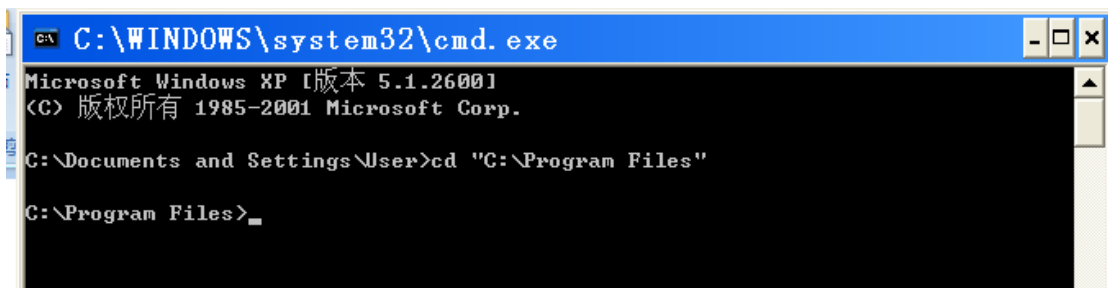 C:\WINDOWS\system32\cmd.exe
Microsoft Windows XP [版本 5.1.2600]
(C) 版权所有 1985-2001 Microsoft Corp.
C:\Documents and Settings\User>cd "C:\Program Files"
C:\Program Files>_